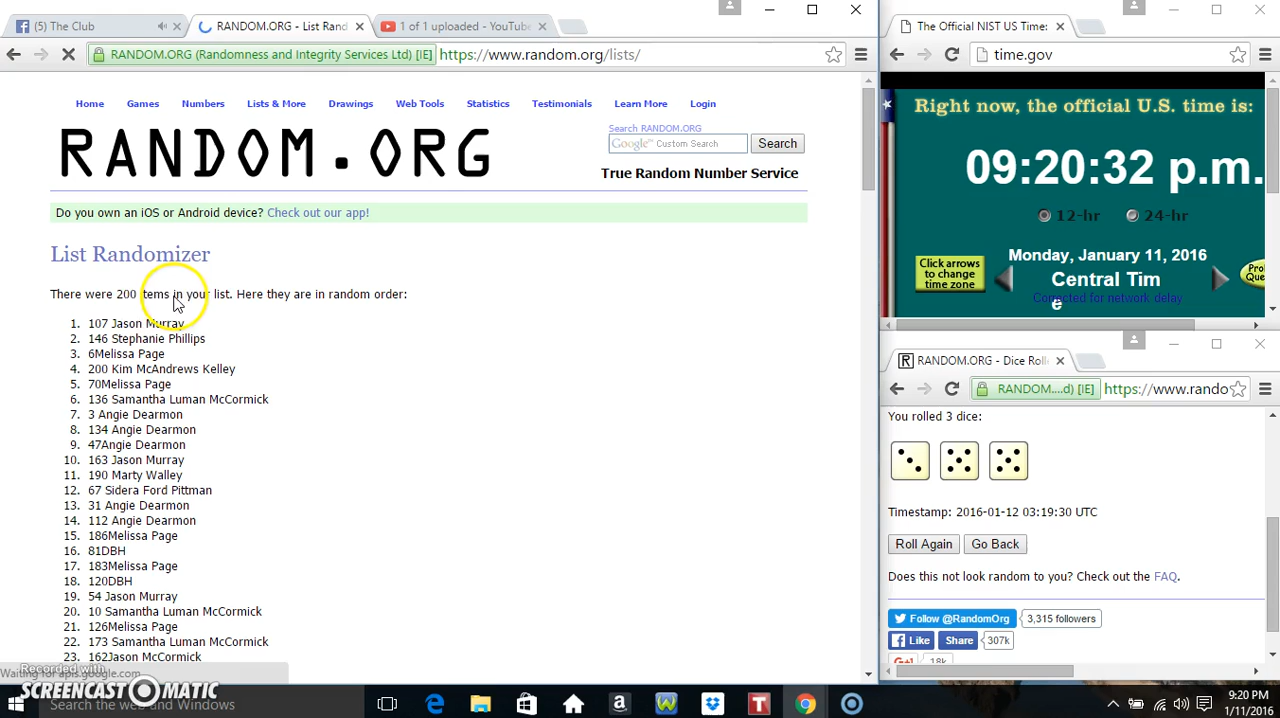 (5) The Club
RANDOM.ORG - List Rand
1 of 1 uploaded - YouTube
RANDOM.ORG (Randomness and Integrity Services Ltd) [IE]
https://www.random.org/lists/
Home Games Numbers Lists & More Drawings Web Tools Statistics Testimonials Learn More Login
RANDOM.ORG
Search RANDOM.ORG
Google™ Custom Search
Search
True Random Number Service
Do you own an iOS or Android device? Check out our app!
List Randomizer
There were 200 items in your list. Here they are in random order:
1. 107 Jason Murray
2. 146 Stephanie Phillips
3. 6Melissa Page
4. 200 Kim McAndrews Kelley
5. 70Melissa Page
6. 136 Samantha Luman McCormick
7. 3 Angie Dearmon
8. 134 Angie Dearmon
9. 47Angie Dearmon
10. 163 Jason Murray
11. 190 Marty Walley
12. 67 Sidera Ford Pittman
13. 31 Angie Dearmon
14. 112 Angie Dearmon
15. 186Melissa Page
16. 81DBH
17. 183Melissa Page
18. 120DBH
19. 54 Jason Murray
20. 10 Samantha Luman McCormick
21. 126Melissa Page
22. 173 Samantha Luman McCormick
23. 162Jason McCormick
Waiting for apis.google.com
Recorded with
SCREENCAST-O-MATIC
Search the web and Windows
The Official NIST US Time:
time.gov
Right now, the official U.S. time is:
09:20:32 p.m.
12-hr 24-hr
Click arrows
to change
time zone
Monday, January 11, 2016
Central Tim
e
Corrected for network delay
RANDOM.ORG - Dice Rolle
RANDOM....d) [IE]
https://www.rando
You rolled 3 dice:
Timestamp: 2016-01-12 03:19:30 UTC
Roll Again
Go Back
Does this not look random to you? Check out the FAQ.
Follow @RandomOrg
3,315 followers
Like Share 307k
18k
9:20 PM
1/11/2016